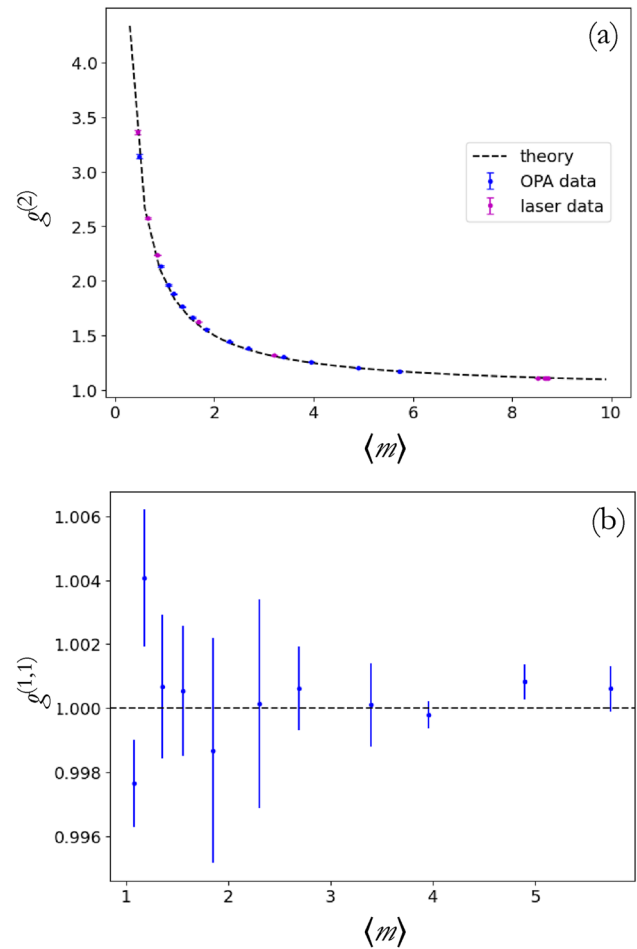 (a)
4.0
3.5
3.0
2.5
2.0
1.5
1.0
g(2)
theory
OPA data
laser data
0 2 4 6 8 10
⟨m⟩
(b)
1.006
1.004
1.002
1.000
0.998
0.996
g(1,1)
1 2 3 4 5
⟨m⟩